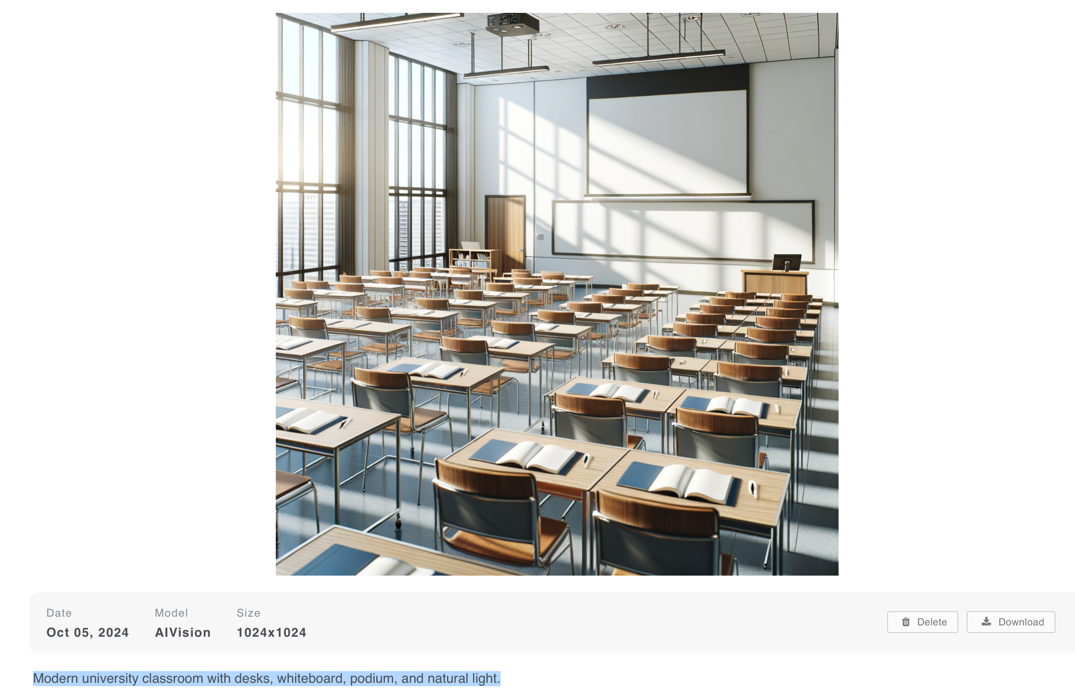 Date
Model
Size
Oct 05, 2024
AIVision
1024x1024
Delete
Download
Modern university classroom with desks, whiteboard, podium, and natural light.